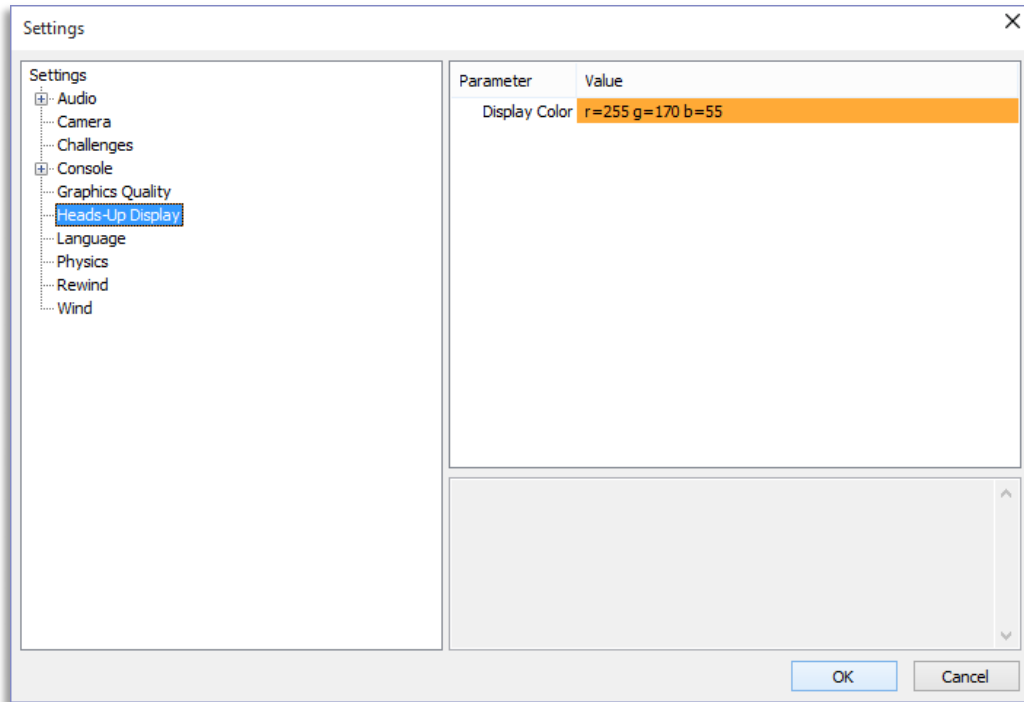 Settings
Settings
Audio
Camera
Challenges
Console
Graphics Quality
Heads-Up Display
Language
Physics
Rewind
Wind
Parameter Value
Display Color r=255 g=170 b=55
OK Cancel